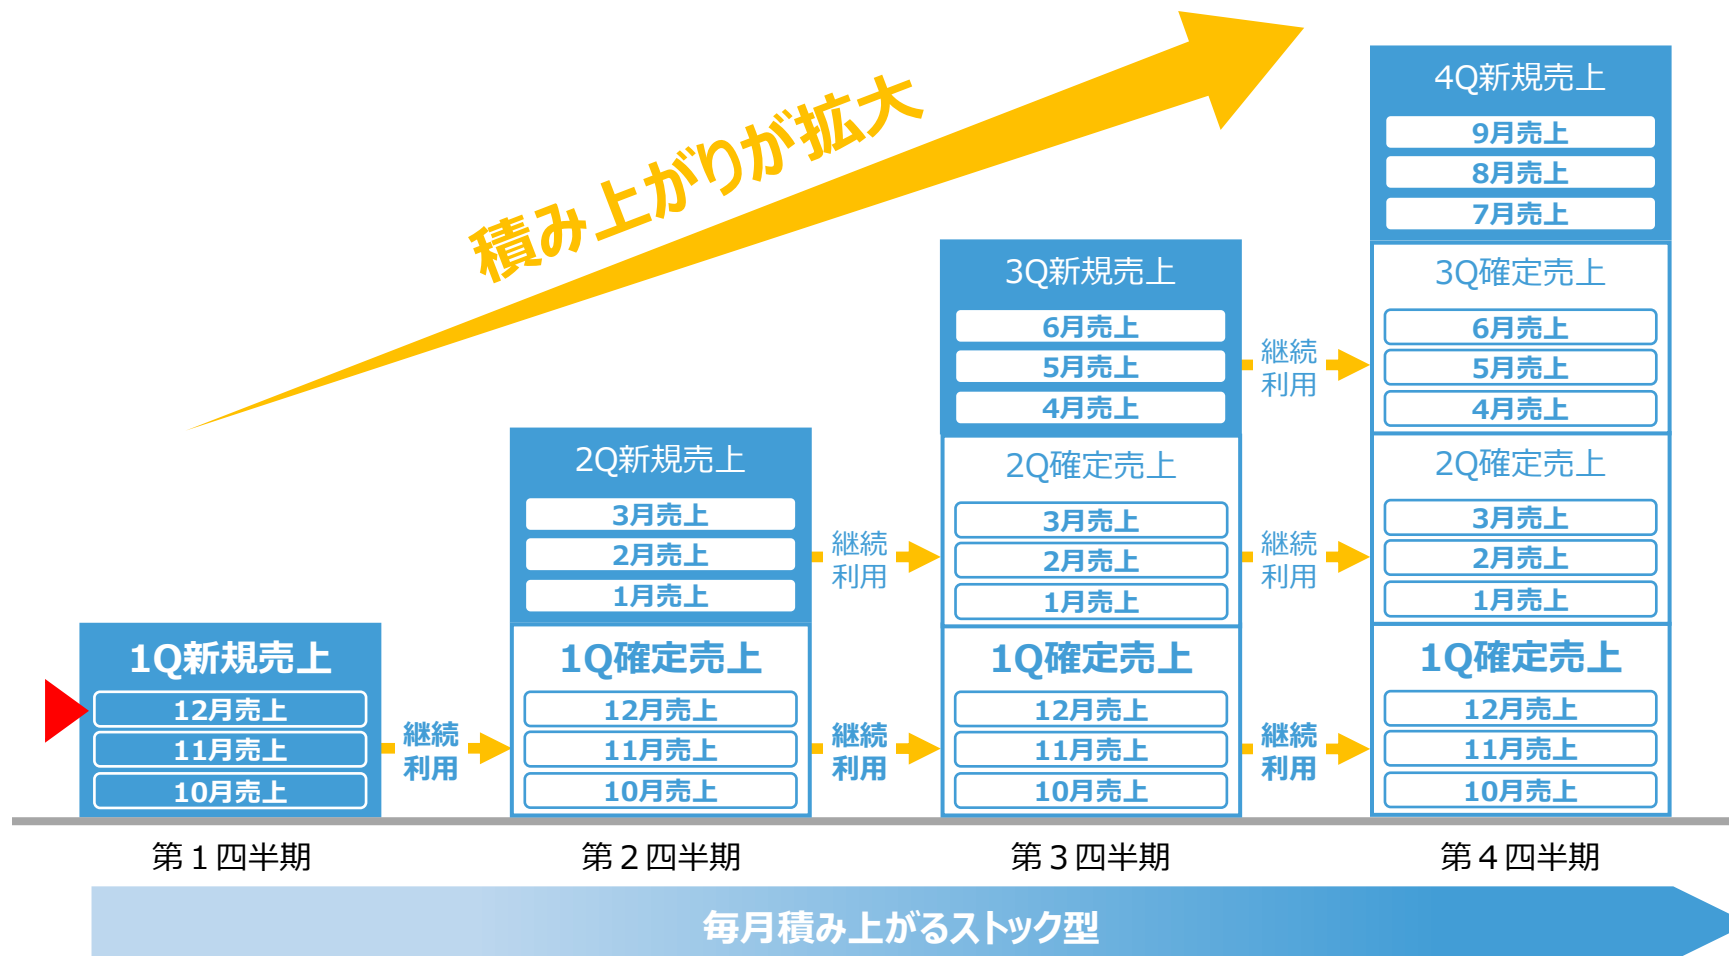 積み上がりが拡大
4Q新規売上
9月売上
8月売上
7月売上
3Q新規売上
6月売上
5月売上
4月売上
継続
利用
3Q確定売上
6月売上
5月売上
4月売上
2Q新規売上
3月売上
2月売上
1月売上
継続
利用
2Q確定売上
3月売上
2月売上
1月売上
継続
利用
2Q確定売上
3月売上
2月売上
1月売上
1Q新規売上
12月売上
11月売上
10月売上
継続
利用
1Q確定売上
12月売上
11月売上
10月売上
継続
利用
1Q確定売上
12月売上
11月売上
10月売上
継続
利用
1Q確定売上
12月売上
11月売上
10月売上
第１四半期
第２四半期
第３四半期
第４四半期
毎月積み上がるストック型